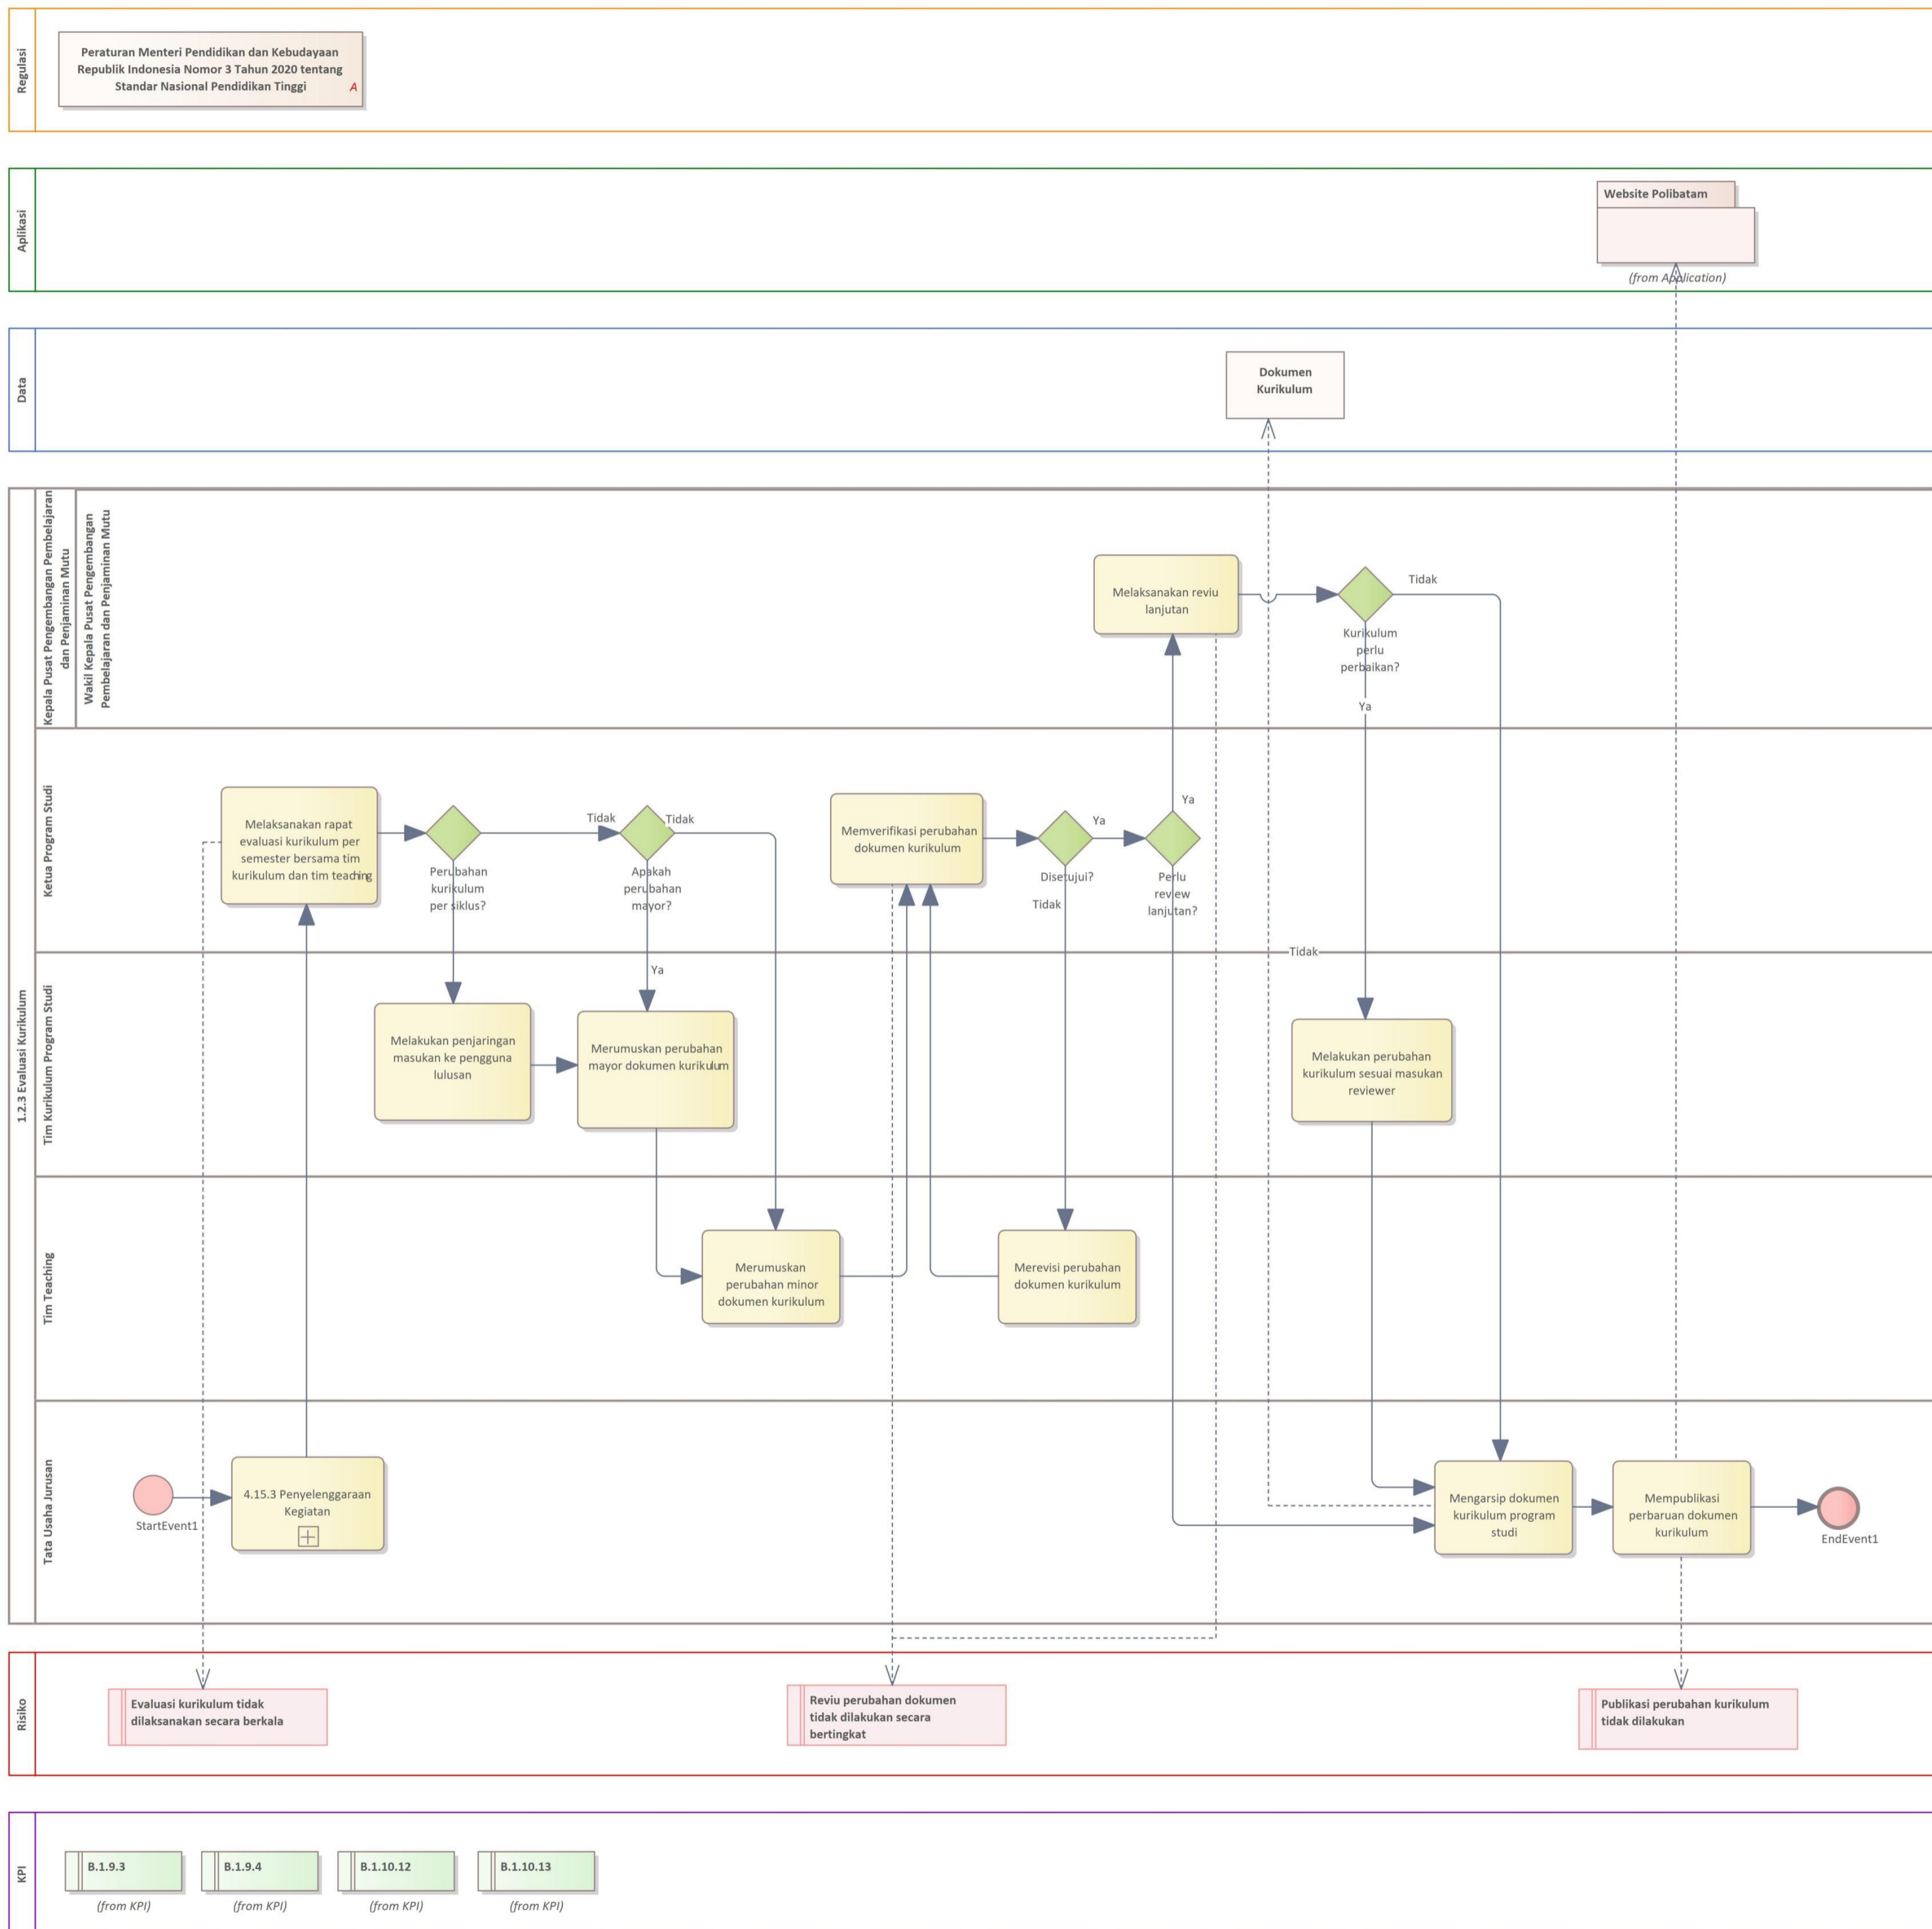 Regulasi
Peraturan Menteri Pendidikan dan Kebudayaan
Republik Indonesia Nomor 3 Tahun 2020 tentang
Standar Nasional Pendidikan Tinggi
A
Aplikasi
Website Polibatam
(from Application)
Data
Dokumen
Kurikulum
1.2.3 Evaluasi Kurikulum
Kepala Pusat Pengembangan Pembelajaran
dan Penjaminan Mutu
Wakil Kepala Pusat Pengembangan
Pembelajaran dan Penjaminan Mutu
Melaksanakan reviu
lanjutan
Tidak
Kurikulum
perlu
perbaikan?
Ya
Ketua Program Studi
Melaksanakan rapat
evaluasi kurikulum per
semester bersama tim
kurikulum dan tim teaching
Perubahan
kurikulum
per siklus?
Tidak
Tidak
Apakah
perubahan
mayor?
Ya
Memverifikasi perubahan
dokumen kurikulum
Ya
Disetujui?
Tidak
Ya
Perlu
review
lanjutan?
Tidak
Tim Kurikulum Program Studi
Melakukan penjaringan
masukan ke pengguna
lulusan
Merumuskan perubahan
mayor dokumen kurikulum
Melakukan perubahan
kurikulum sesuai masukan
reviewer
Tim Teaching
Merumuskan
perubahan minor
dokumen kurikulum
Merevisi perubahan
dokumen kurikulum
Tata Usaha Jurusan
StartEvent1
4.15.3 Penyelenggaraan
Kegiatan
Mengarsip dokumen
kurikulum program
studi
Mempublikasi
perbaruan dokumen
kurikulum
EndEvent1
Risiko
Evaluasi kurikulum tidak
dilaksanakan secara berkala
Reviu perubahan dokumen
tidak dilakukan secara
bertingkat
Publikasi perubahan kurikulum
tidak dilakukan
KPI
B.1.9.3
(from KPI)
B.1.9.4
(from KPI)
B.1.10.12
(from KPI)
B.1.10.13
(from KPI)